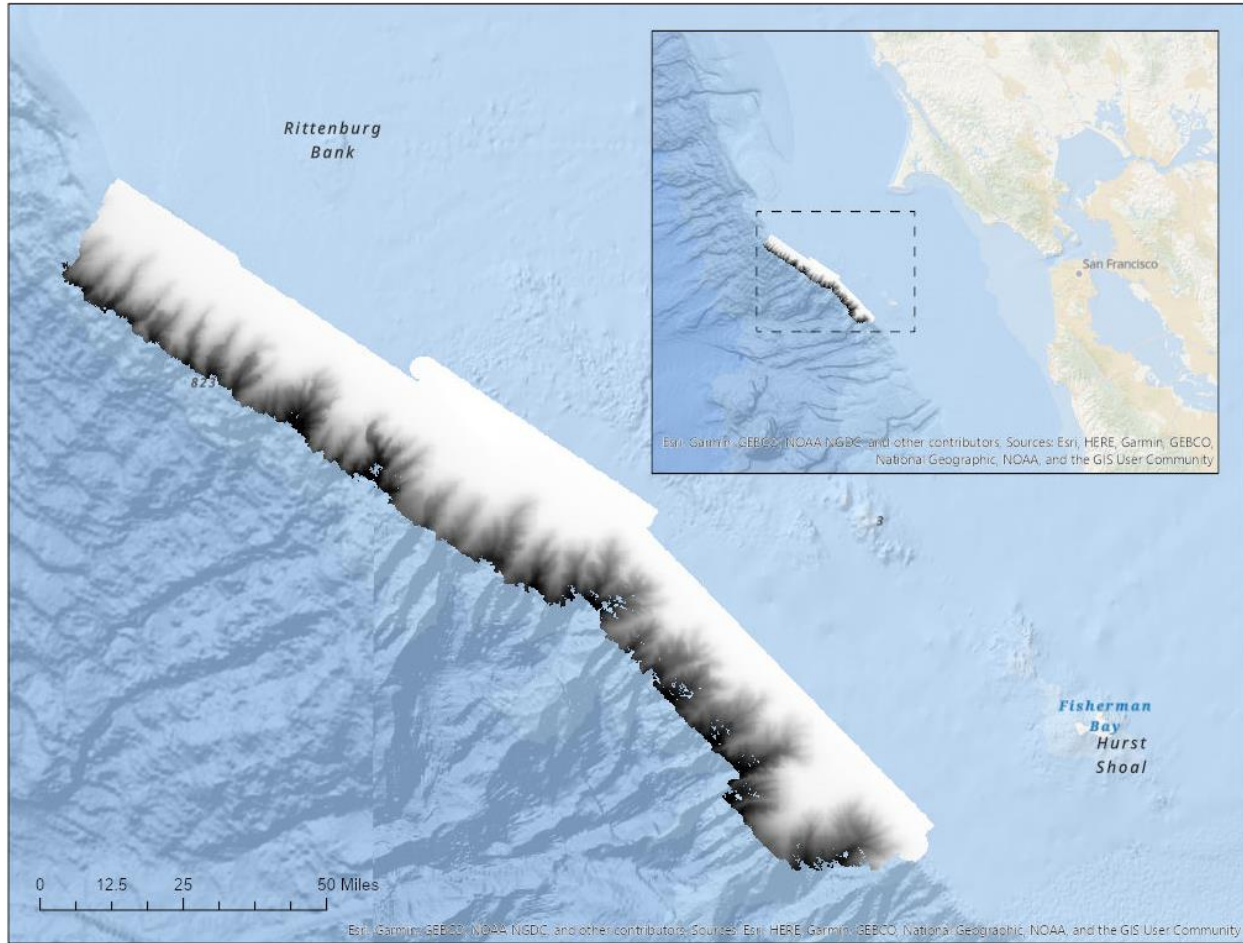 Rittenburg
Bank
San Francisco
Esri, Garmin, GEBCO, NOAA NGDC, and other contributors, Sources: Esri, HERE, Garmin, GEBCO,
National Geographic, NOAA, and the GIS User Community
823
3
Fisherman
Bay
Hurst
Shoal
0 12.5 25 50 Miles
Esri, Garmin, GEBCO, NOAA NGDC, and other contributors, Sources: Esri, HERE, Garmin, GEBCO, National Geographic, NOAA, and the GIS User Community